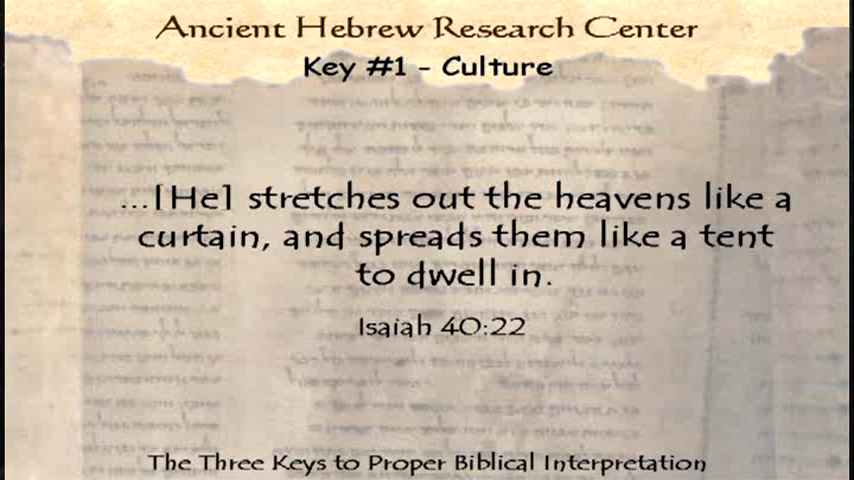 Ancient Hebrew Research Center
Key #1 - Culture
...[He] stretches out the heavens like a
curtain, and spreads them like a tent
to dwell in.
Isaiah 40:22
The Three Keys to Proper Biblical Interpretation